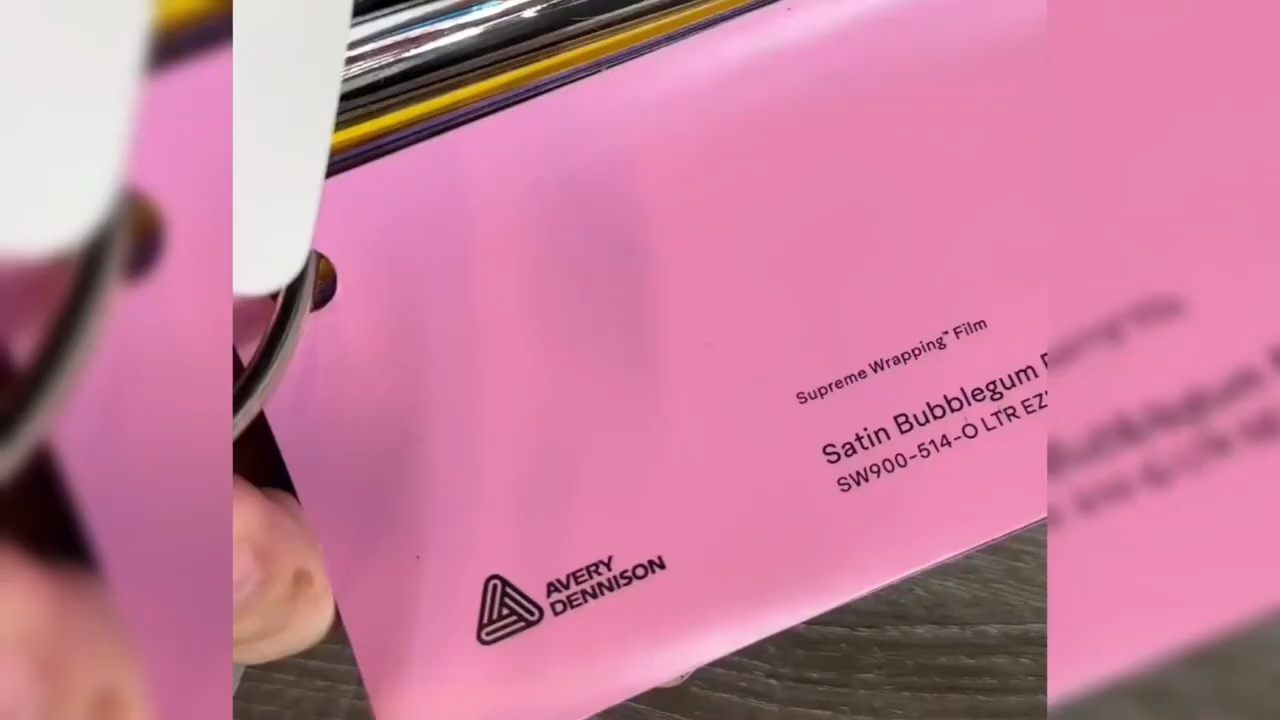 Supreme Wrapping™ Film
Satin Bubblegum
SW900-514-O LTR
AVERY
DENNISON